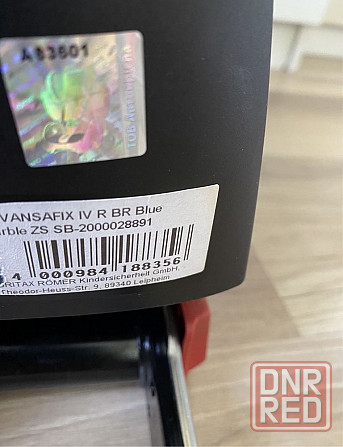 A83601
VANSAFIX IV R BR Blue
arble ZS SB-2000028891
4 000984 188356
BRITAX RÖMER Kindersicherheit GmbH,
Theodor-Heuss-Str. 9, 89340 Leipheim
DNR
RED